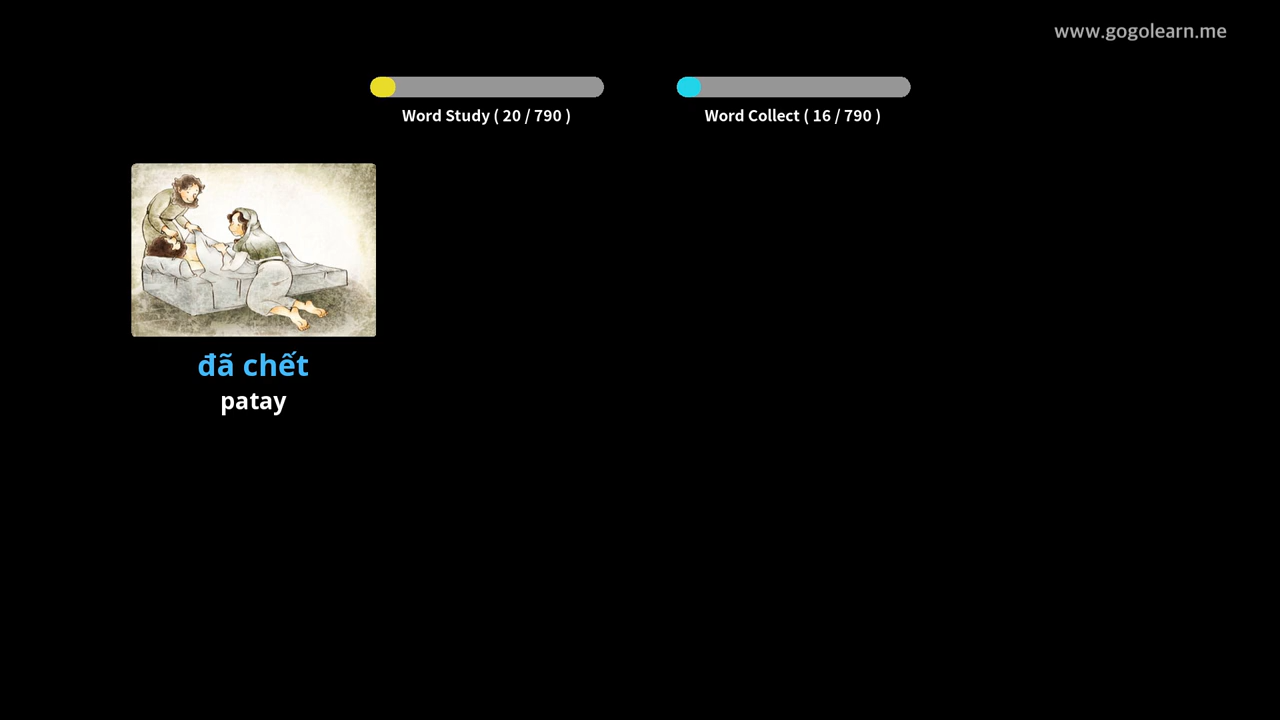 www.gogolearn.me
Word Study ( 20 / 790 )
Word Collect ( 16 / 790 )
đã chết
patay